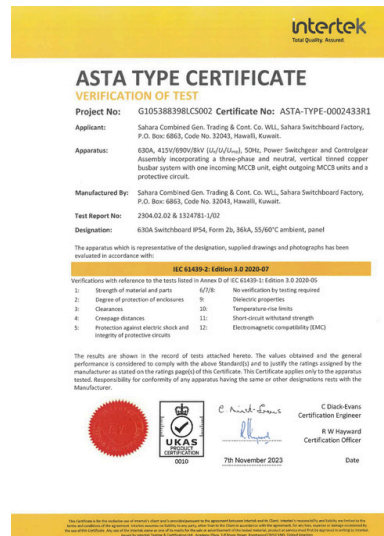 intertek
Total Quality. Assured.
ASTA TYPE CERTIFICATE
VERIFICATION OF TEST
Project No: G105388398LCS002 Certificate No: ASTA-TYPE-0002433R1
Applicant: Sahara Combined Gen. Trading & Cont. Co. WLL, Sahara Switchboard Factory,
P.O. Box: 6863, Code No. 32043, Hawalli, Kuwait.
Apparatus: 630A, 415V/690V/8kV (Ue/Ui/Uimp), 50Hz, Power Switchgear and Controlgear
Assembly incorporating a three-phase and neutral, vertical tinned copper
busbar system with one incoming MCCB unit, eight outgoing MCCB units and a
protective circuit.
Manufactured By: Sahara Combined Gen. Trading & Cont. Co. WLL, Sahara Switchboard Factory,
P.O. Box: 6863, Code No. 32043, Hawalli, Kuwait.
Test Report No: 2304.02.02 & 1324781-1/02
Designation: 630A Switchboard IP54, Form 2b, 36kA, 55/60°C ambient, panel
The apparatus which is representative of the designation, supplied drawings and photographs has been
evaluated in accordance with:
IEC 61439-2: Edition 3.0 2020-07
Verifications with reference to the tests listed in Annex D of IEC 61439-1: Edition 3.0 2020-05
1: Strength of material and parts 6/7/8: No verification by testing required
2: Degree of protection of enclosures 9: Dielectric properties
3: Clearances 10: Temperature-rise limits
4: Creepage distances 11: Short-circuit withstand strength
5: Protection against electric shock and 12: Electromagnetic compatibility (EMC)
integrity of protective circuits
The results are shown in the record of tests attached hereto. The values obtained and the general
performance is considered to comply with the above Standard(s) and to justify the ratings assigned by the
manufacturer as stated on the ratings page(s) of this Certificate. This Certificate applies only to the apparatus
tested. Responsibility for conformity of any apparatus having the same or other designations rests with the
Manufacturer.
C Diack-Evans
Certification Engineer
R W Hayward
Certification Officer
UKAS
PRODUCT
CERTIFICATION
0010
7th November 2023 Date